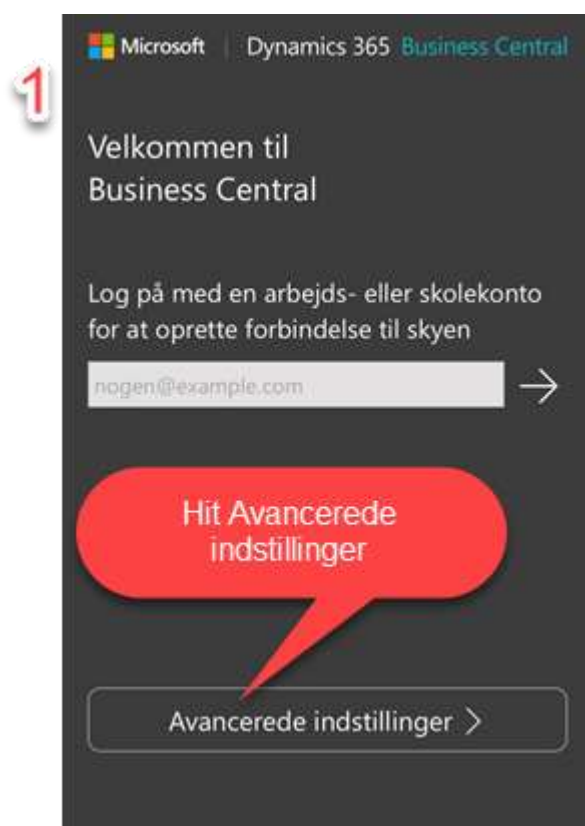 Microsoft | Dynamics 365 Business Central
1
Velkommen til
Business Central
Log på med en arbejds- eller skolekonto
for at oprette forbindelse til skyen
nogen@example.com
Hit Avancerede
indstillinger
Avancerede indstillinger